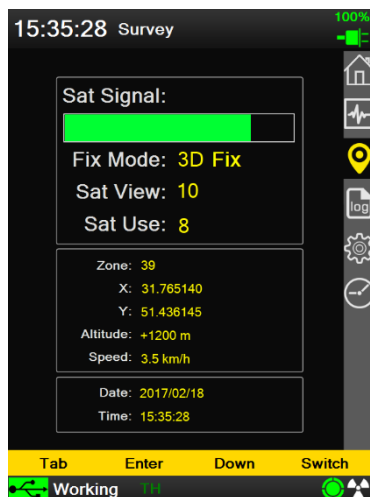 15:35:28 Survey
100%
Sat Signal:
Fix Mode: 3D Fix
Sat View: 10
Sat Use: 8
Zone: 39
X: 31.765140
Y: 51.436145
Altitude: +1200 m
Speed: 3.5 km/h
Date: 2017/02/18
Time: 15:35:28
log
Tab Enter Down Switch
Working TH